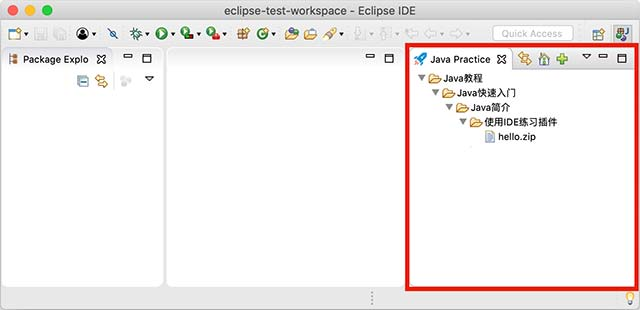 eclipse-test-workspace - Eclipse IDE
Quick Access
Package Explo
Java Practice
Java教程
Java快速入门
Java简介
使用IDE练习插件
hello.zip